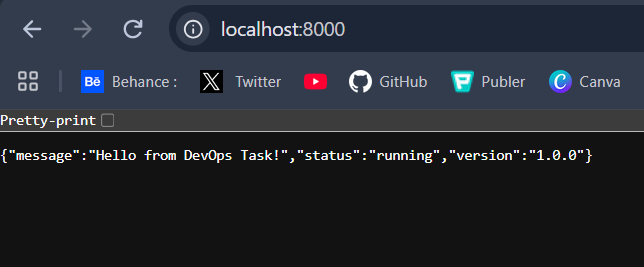 localhost:8000
Bē Behance : X Twitter GitHub Publer Canva
Pretty-print
{"message":"Hello from DevOps Task!","status":"running","version":"1.0.0"}